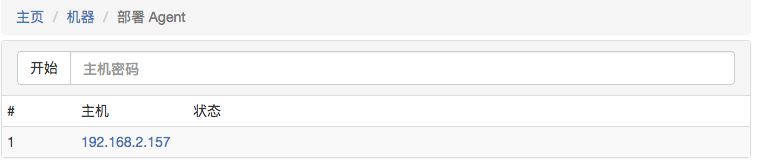 主页 / 机器 / 部署 Agent
开始 主机密码
# 主机 状态
1 192.168.2.157